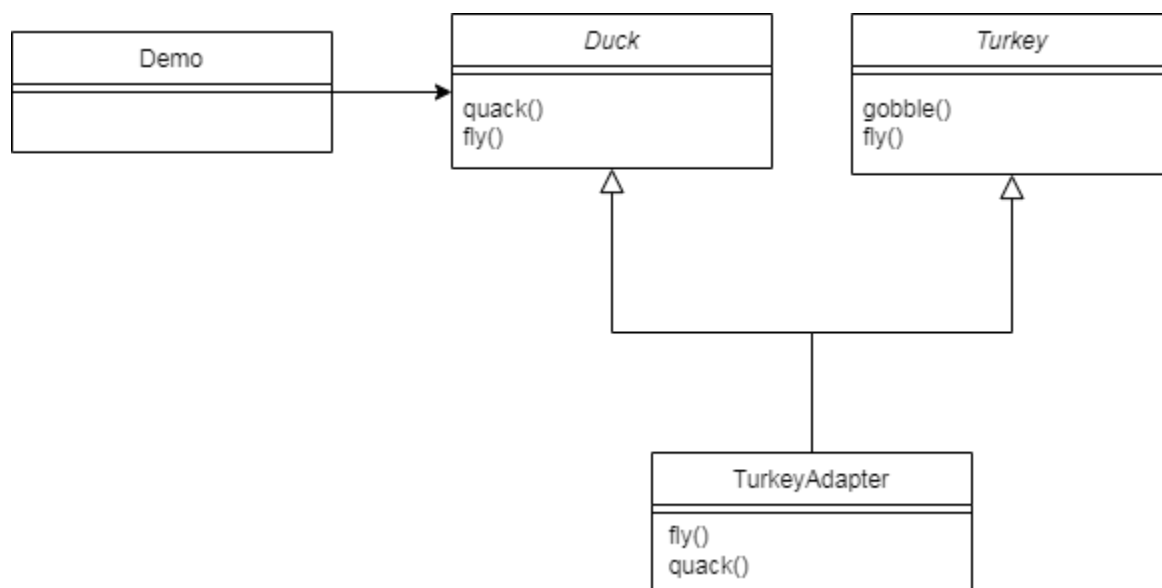 Demo
Duck
quack()
fly()
Turkey
gobble()
fly()
TurkeyAdapter
fly()
quack()